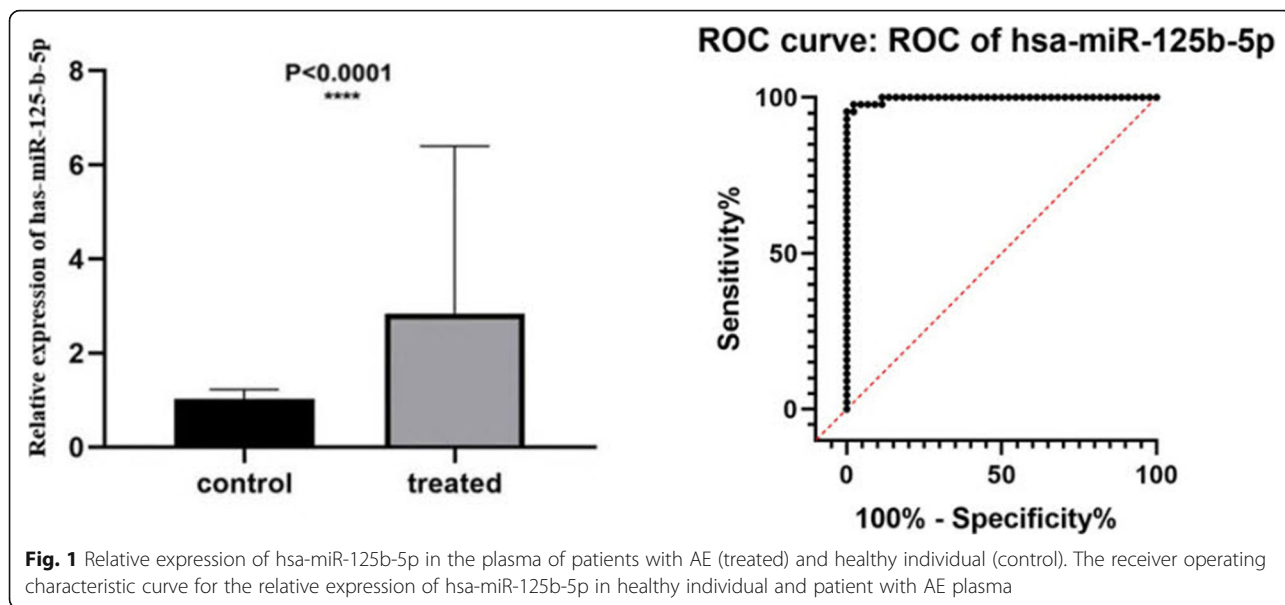 Relative expression of has-miR-125-b-5p
8
6
4
2
0
P<0.0001
****
control
treated
ROC curve: ROC of hsa-miR-125b-5p
Sensitivity%
100
50
0
0
50
100
100% - Specificity%
Fig. 1 Relative expression of hsa-miR-125b-5p in the plasma of patients with AE (treated) and healthy individual (control). The receiver operating
characteristic curve for the relative expression of hsa-miR-125b-5p in healthy individual and patient with AE plasma